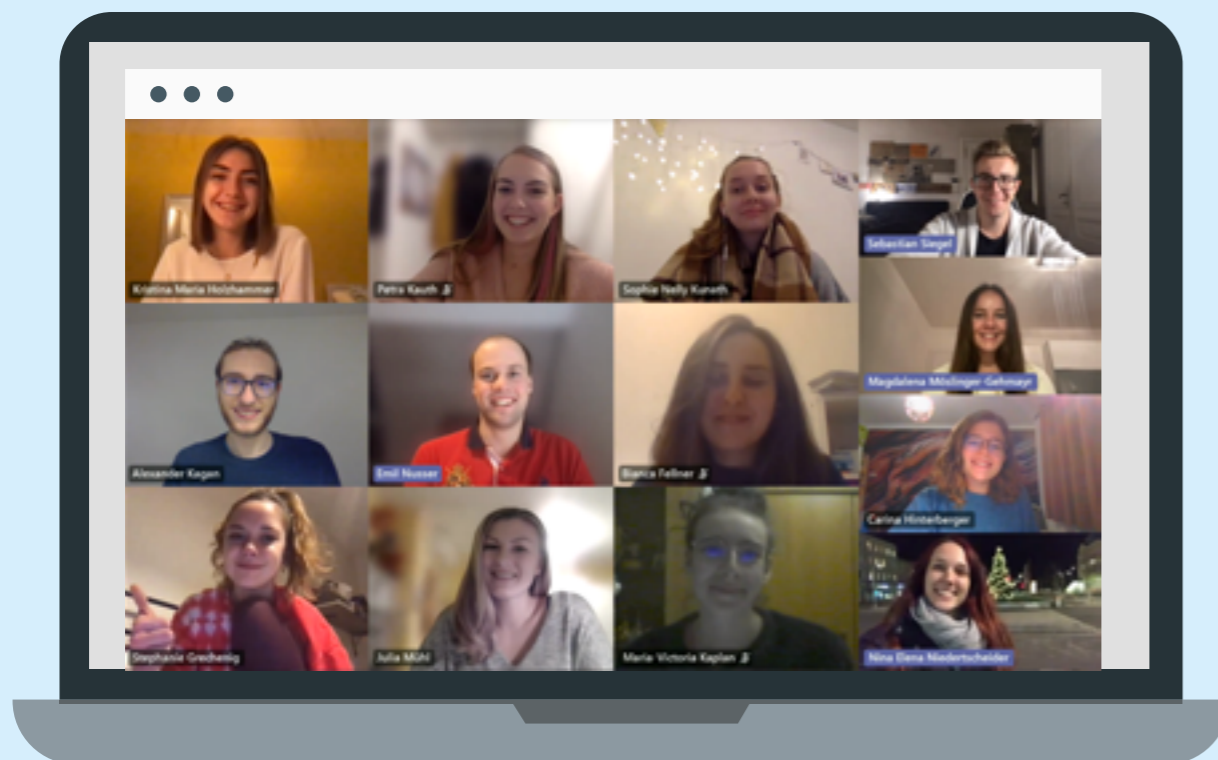 Kristina Maria Holzhammer
Petra Kauth
Sophie Nelly Kunath
Sebastian Siegel
Magdalena Möslinger-Gehmayr
Alexander Kagan
Emil Nusser
Bianca Fellner
Carina Hinterberger
Stephanie Grechenig
Julia Mühl
Maria-Victoria Kaplan
Nina Elena Niedertscheider